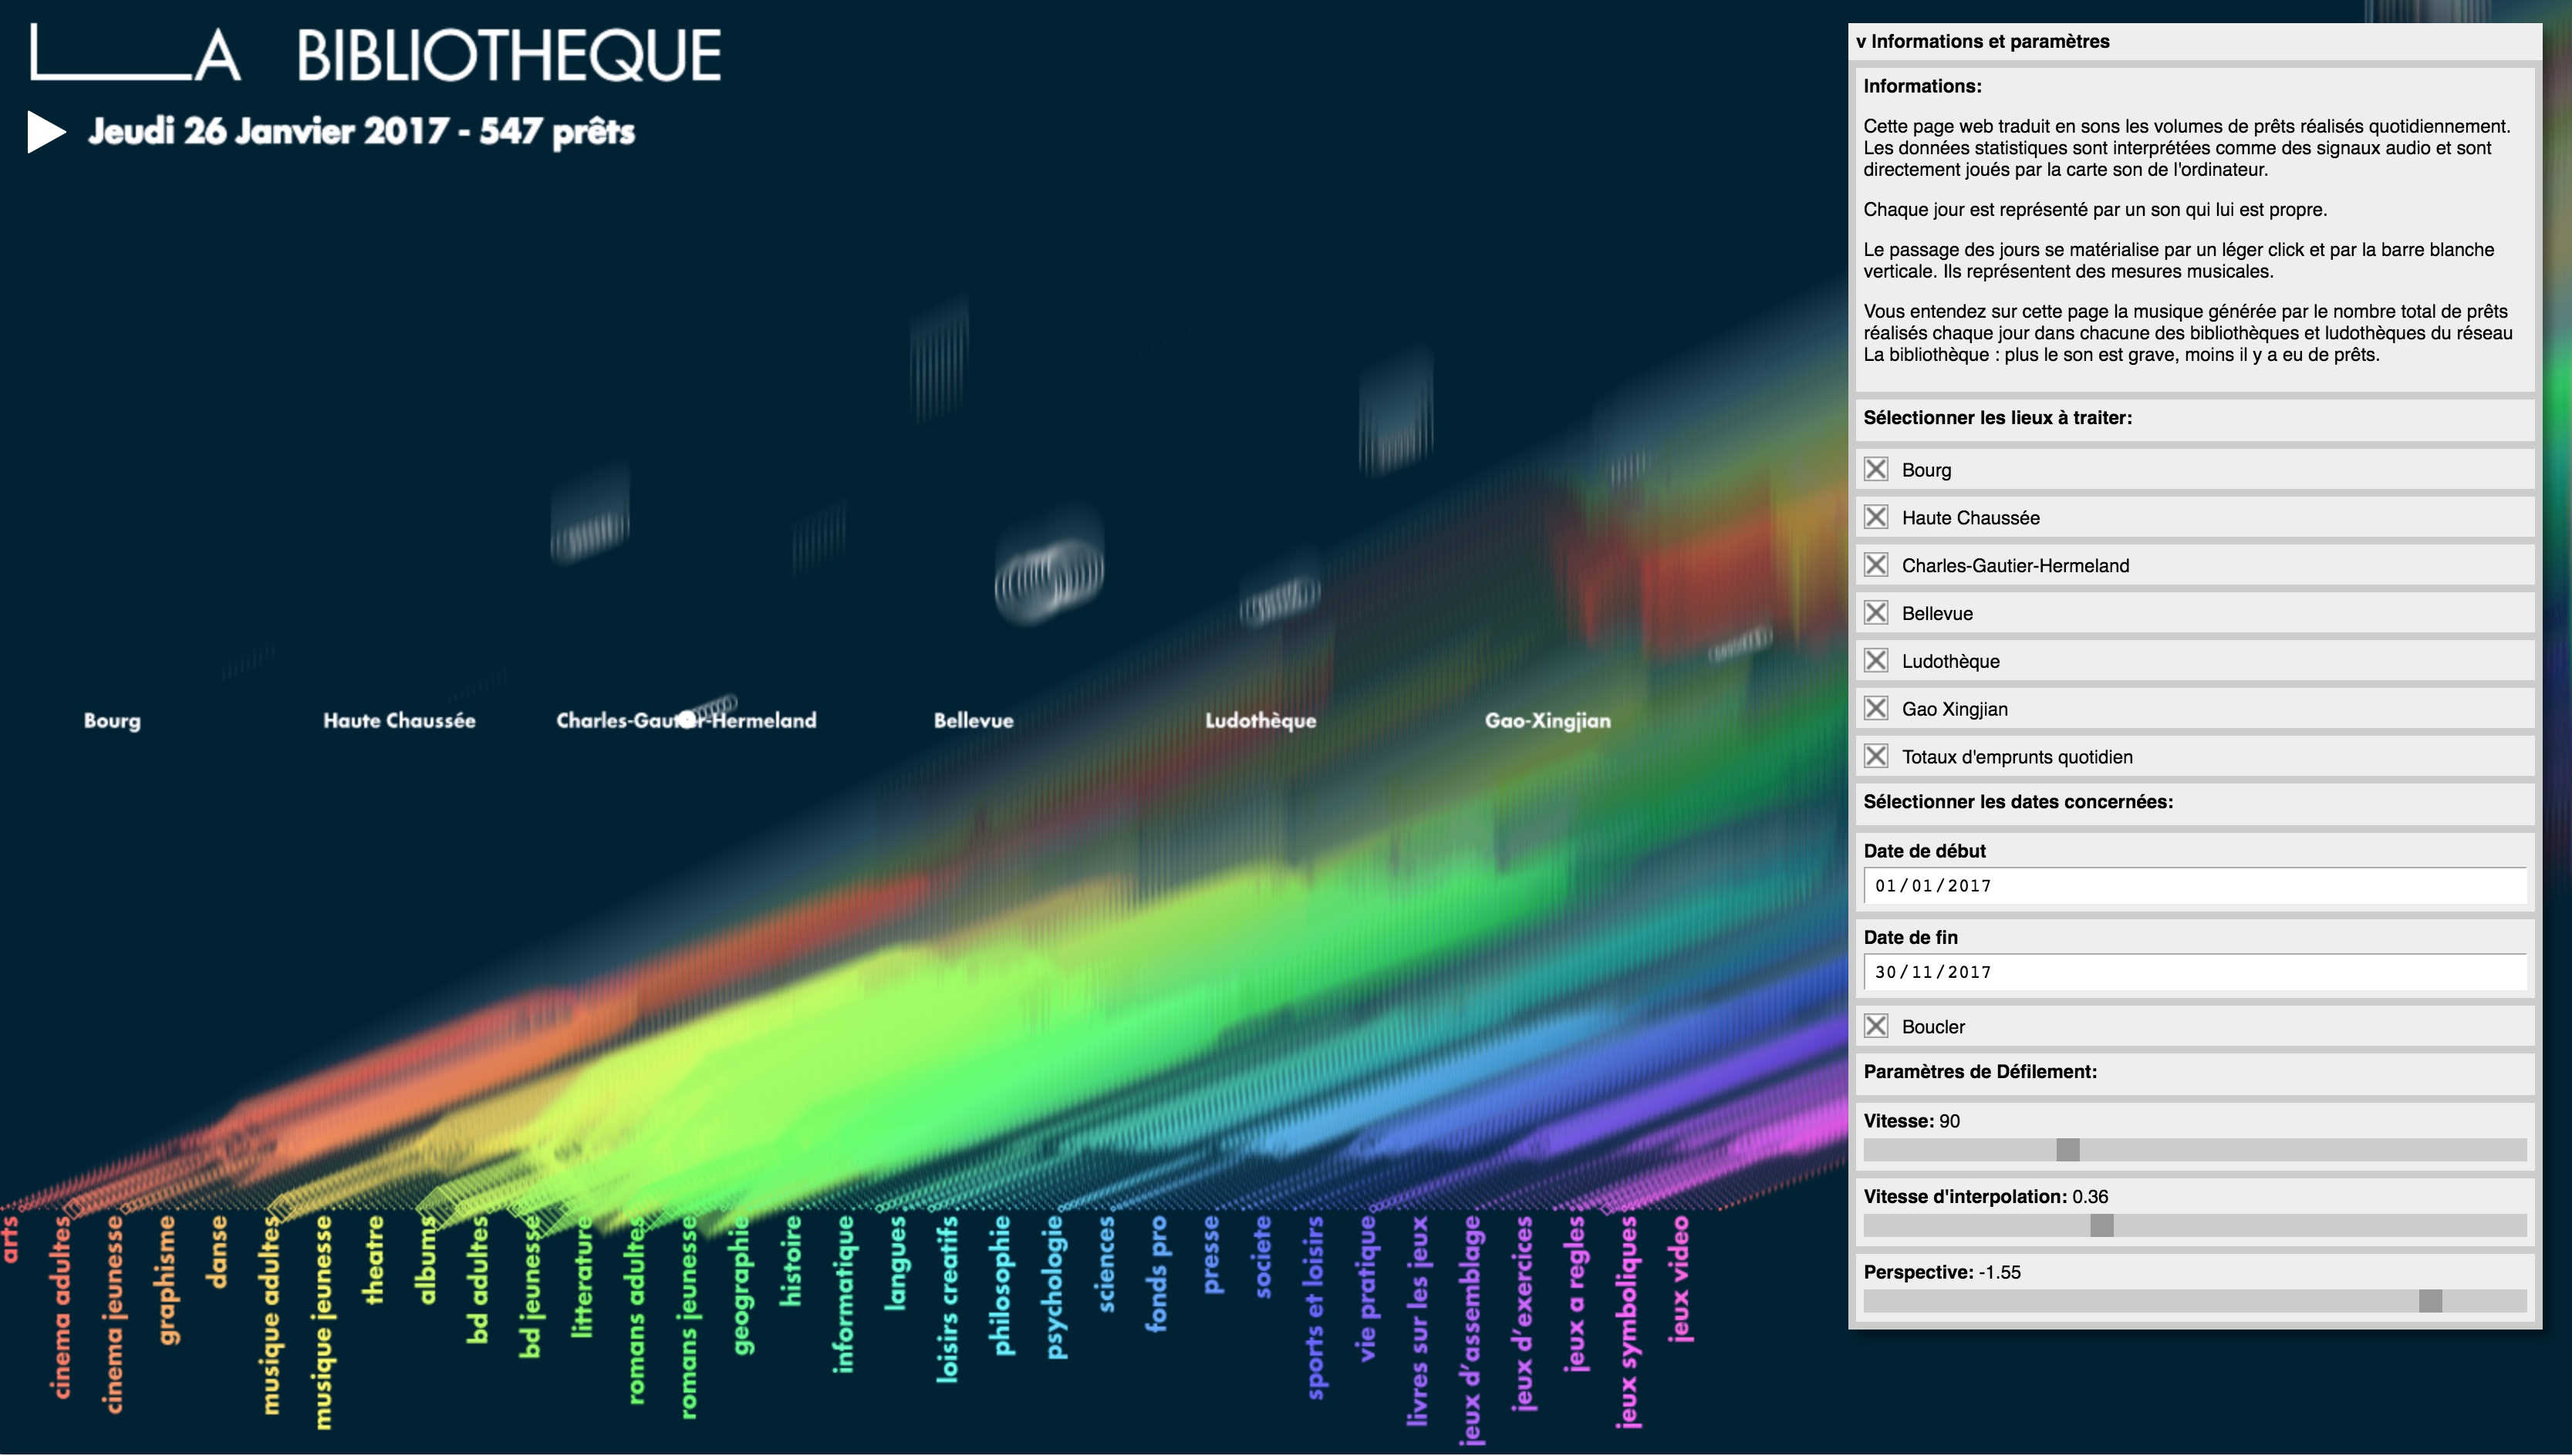 L___A BIBLIOTHEQUE
Jeudi 26 Janvier 2017 - 547 prêts
Bourg
Haute Chaussée
Charles-Gautier-Hermeland
Bellevue
Ludothèque
Gao-Xingjian
arts
cinema adultes
cinema jeunesse
graphisme
danse
musique adultes
musique jeunesse
theatre
albums
bd adultes
bd jeunesse
litterature
romans adultes
romans jeunesse
geographie
histoire
informatique
langues
loisirs creatifs
philosophie
psychologie
sciences
fonds pro
presse
societe
sports et loisirs
vie pratique
livres sur les jeux
jeux d'assemblage
jeux d'exercices
jeux a regles
jeux symboliques
jeux video
v Informations et paramètres
Informations:
Cette page web traduit en sons les volumes de prêts réalisés quotidiennement.
Les données statistiques sont interprétées comme des signaux audio et sont
directement joués par la carte son de l'ordinateur.
Chaque jour est représenté par un son qui lui est propre.
Le passage des jours se matérialise par un léger click et par la barre blanche
verticale. Ils représentent des mesures musicales.
Vous entendez sur cette page la musique générée par le nombre total de prêts
réalisés chaque jour dans chacune des bibliothèques et ludothèques du réseau
La bibliothèque : plus le son est grave, moins il y a eu de prêts.
Sélectionner les lieux à traiter:
Bourg
Haute Chaussée
Charles-Gautier-Hermeland
Bellevue
Ludothèque
Gao Xingjian
Totaux d'emprunts quotidien
Sélectionner les dates concernées:
Date de début
01/01/2017
Date de fin
30/11/2017
Boucler
Paramètres de Défilement:
Vitesse: 90
Vitesse d'interpolation: 0.36
Perspective: -1.55